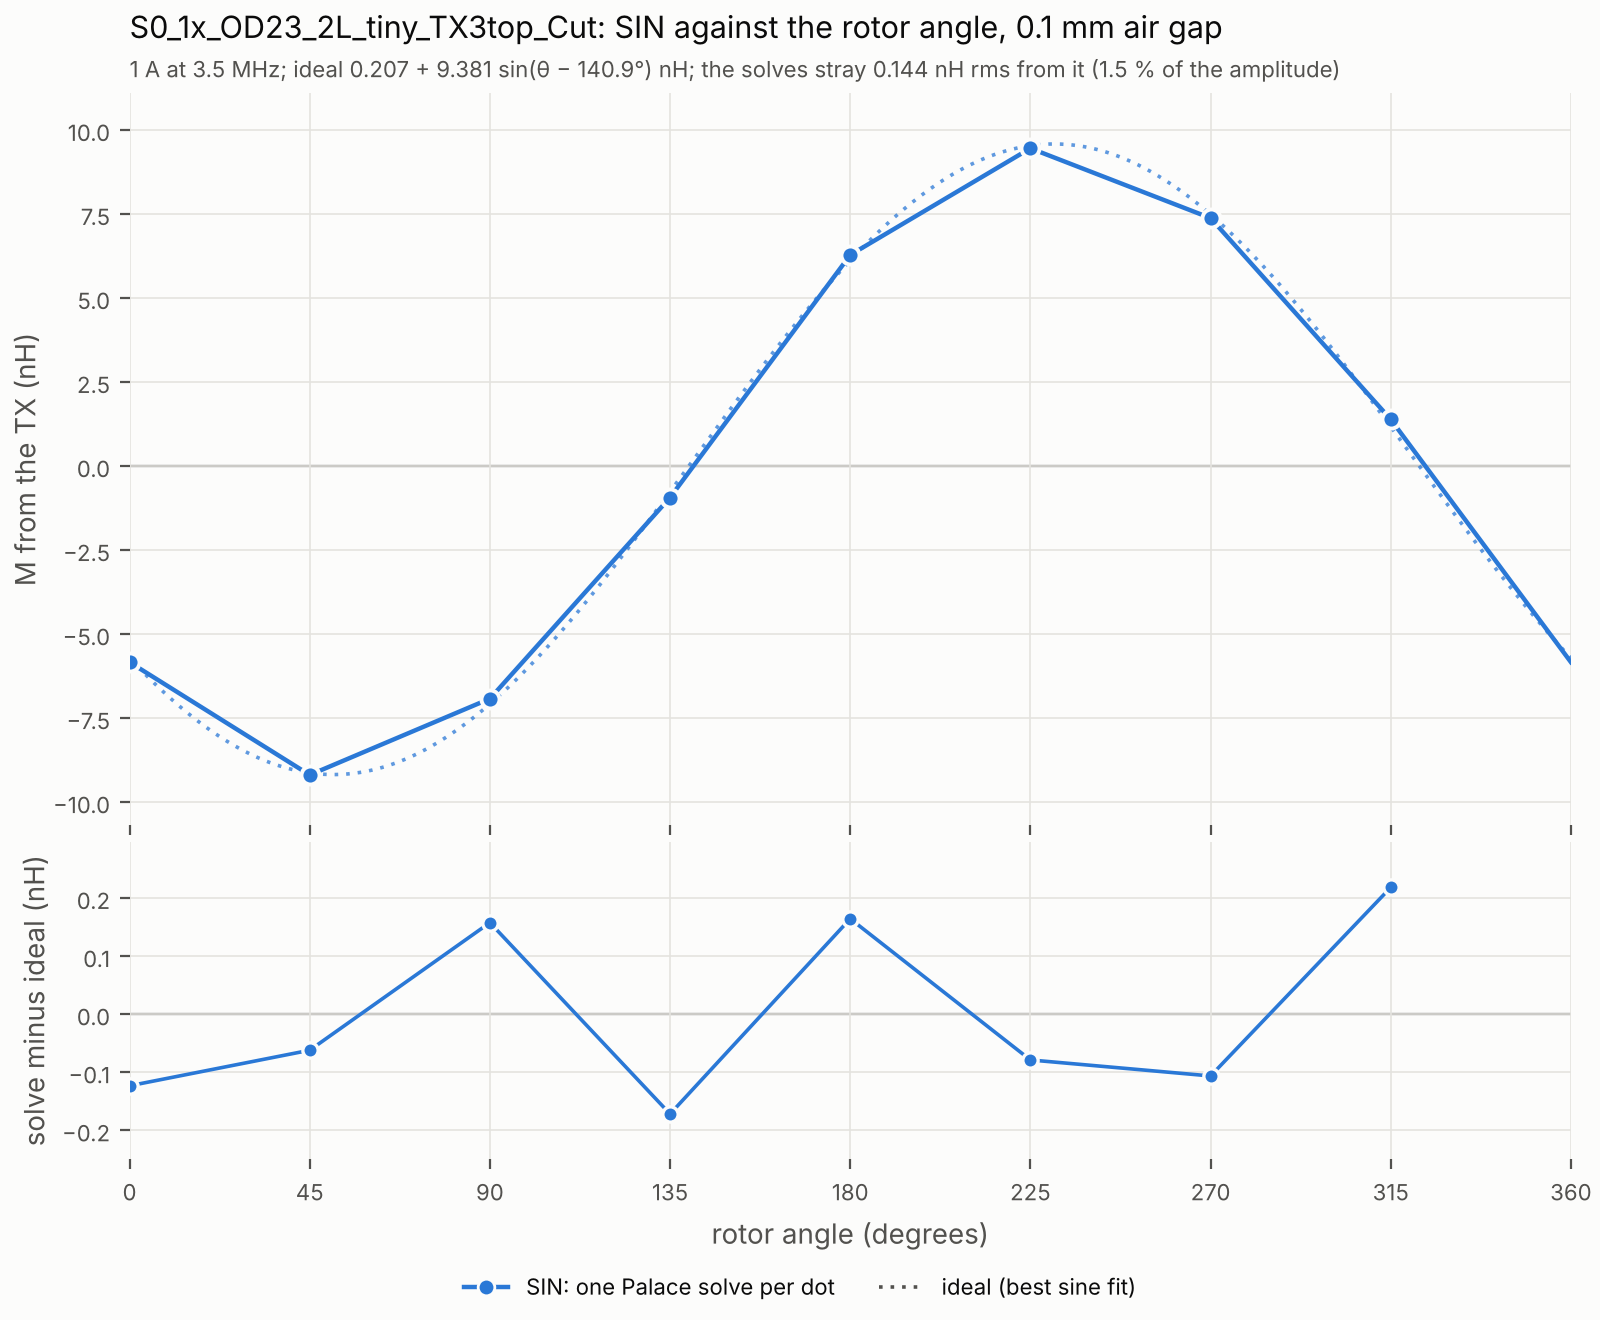 S0_1x_OD23_2L_tiny_TX3top_Cut: SIN against the rotor angle, 0.1 mm air gap
1 A at 3.5 MHz; ideal 0.207 + 9.381 sin(θ − 140.9°) nH; the solves stray 0.144 nH rms from it (1.5 % of the amplitude)
M from the TX (nH)
10.0
7.5
5.0
2.5
0.0
−2.5
−5.0
−7.5
−10.0
solve minus ideal (nH)
0.2
0.1
0.0
−0.1
−0.2
0 45 90 135 180 225 270 315 360
rotor angle (degrees)
SIN: one Palace solve per dot ideal (best sine fit)